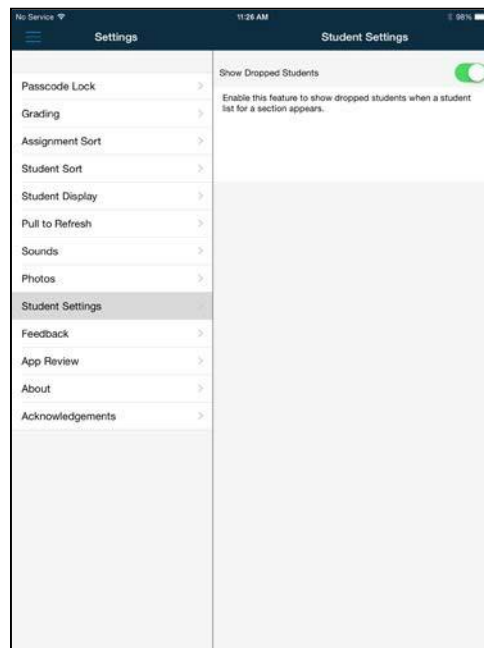 No Service 11:26 AM 98%
Settings
Student Settings
Passcode Lock
Grading
Assignment Sort
Student Sort
Student Display
Pull to Refresh
Sounds
Photos
Student Settings
Feedback
App Review
About
Acknowledgements
Show Dropped Students
Enable this feature to show dropped students when a student
list for a section appears.